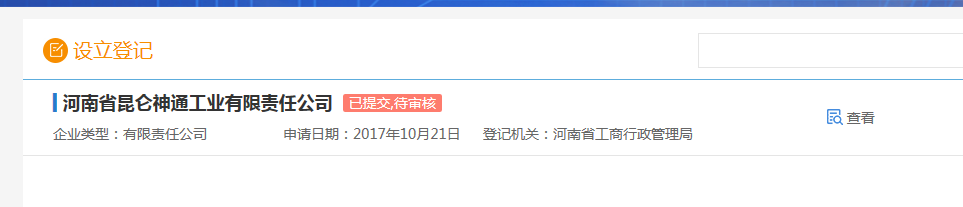 设立登记
河南省昆仑神通工业有限责任公司 已提交,待审核
企业类型：有限责任公司 申请日期：2017年10月21日 登记机关：河南省工商行政管理局 查看